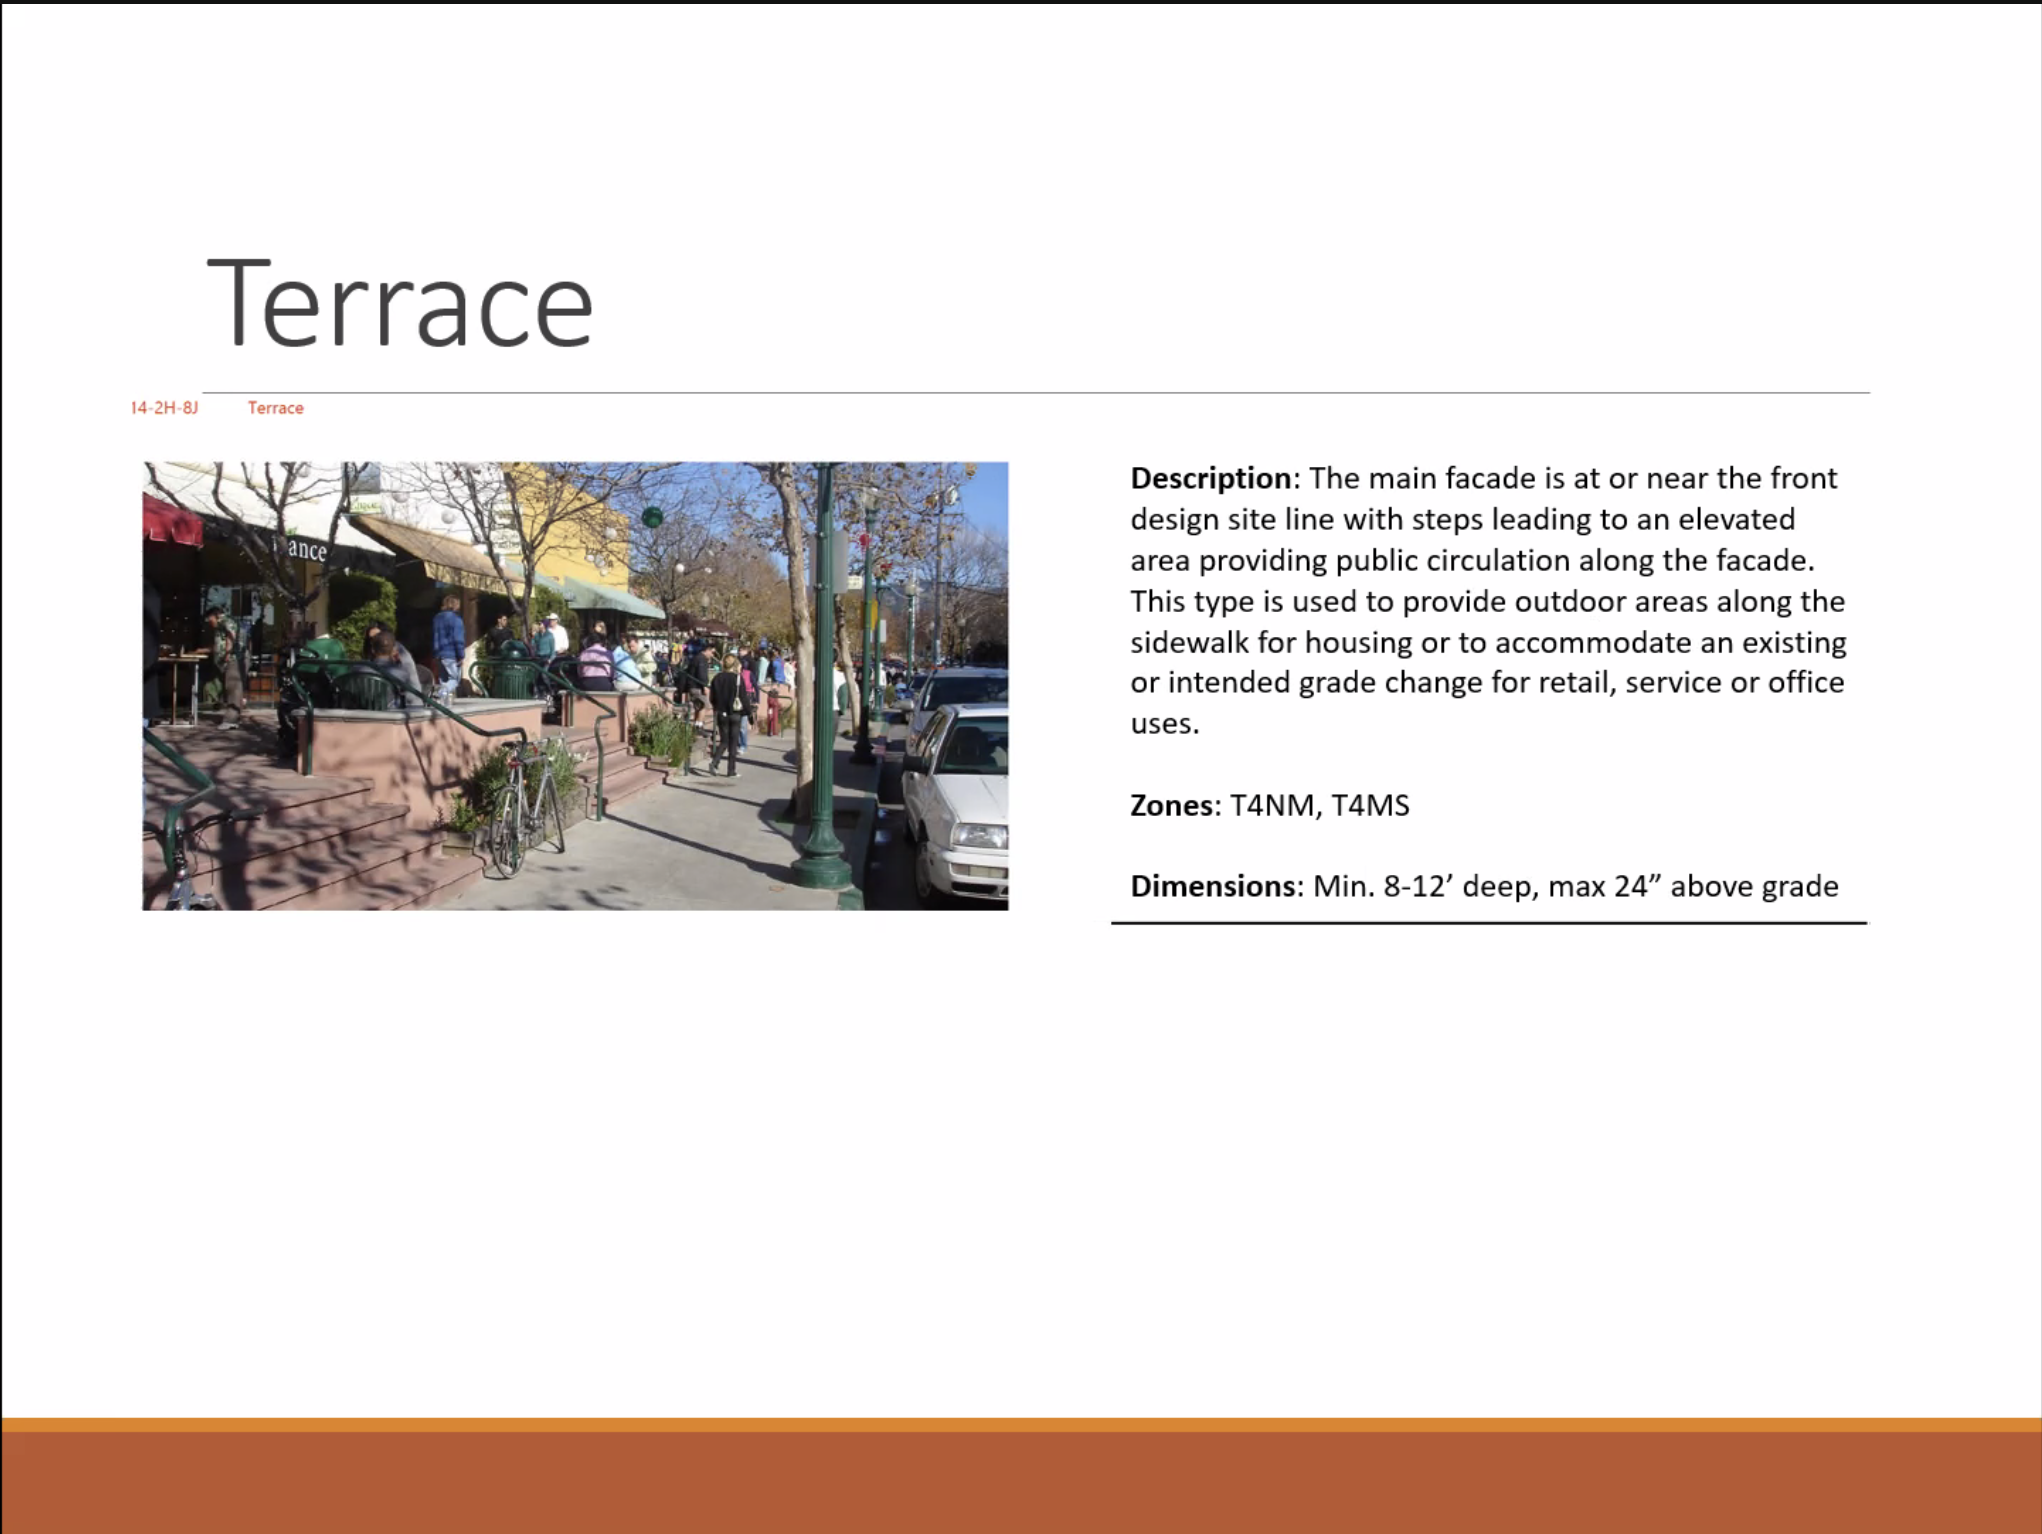 Terrace
14-2H-8J Terrace
ance
Description: The main facade is at or near the front
design site line with steps leading to an elevated
area providing public circulation along the facade.
This type is used to provide outdoor areas along the
sidewalk for housing or to accommodate an existing
or intended grade change for retail, service or office
uses.
Zones: T4NM, T4MS
Dimensions: Min. 8-12’ deep, max 24” above grade